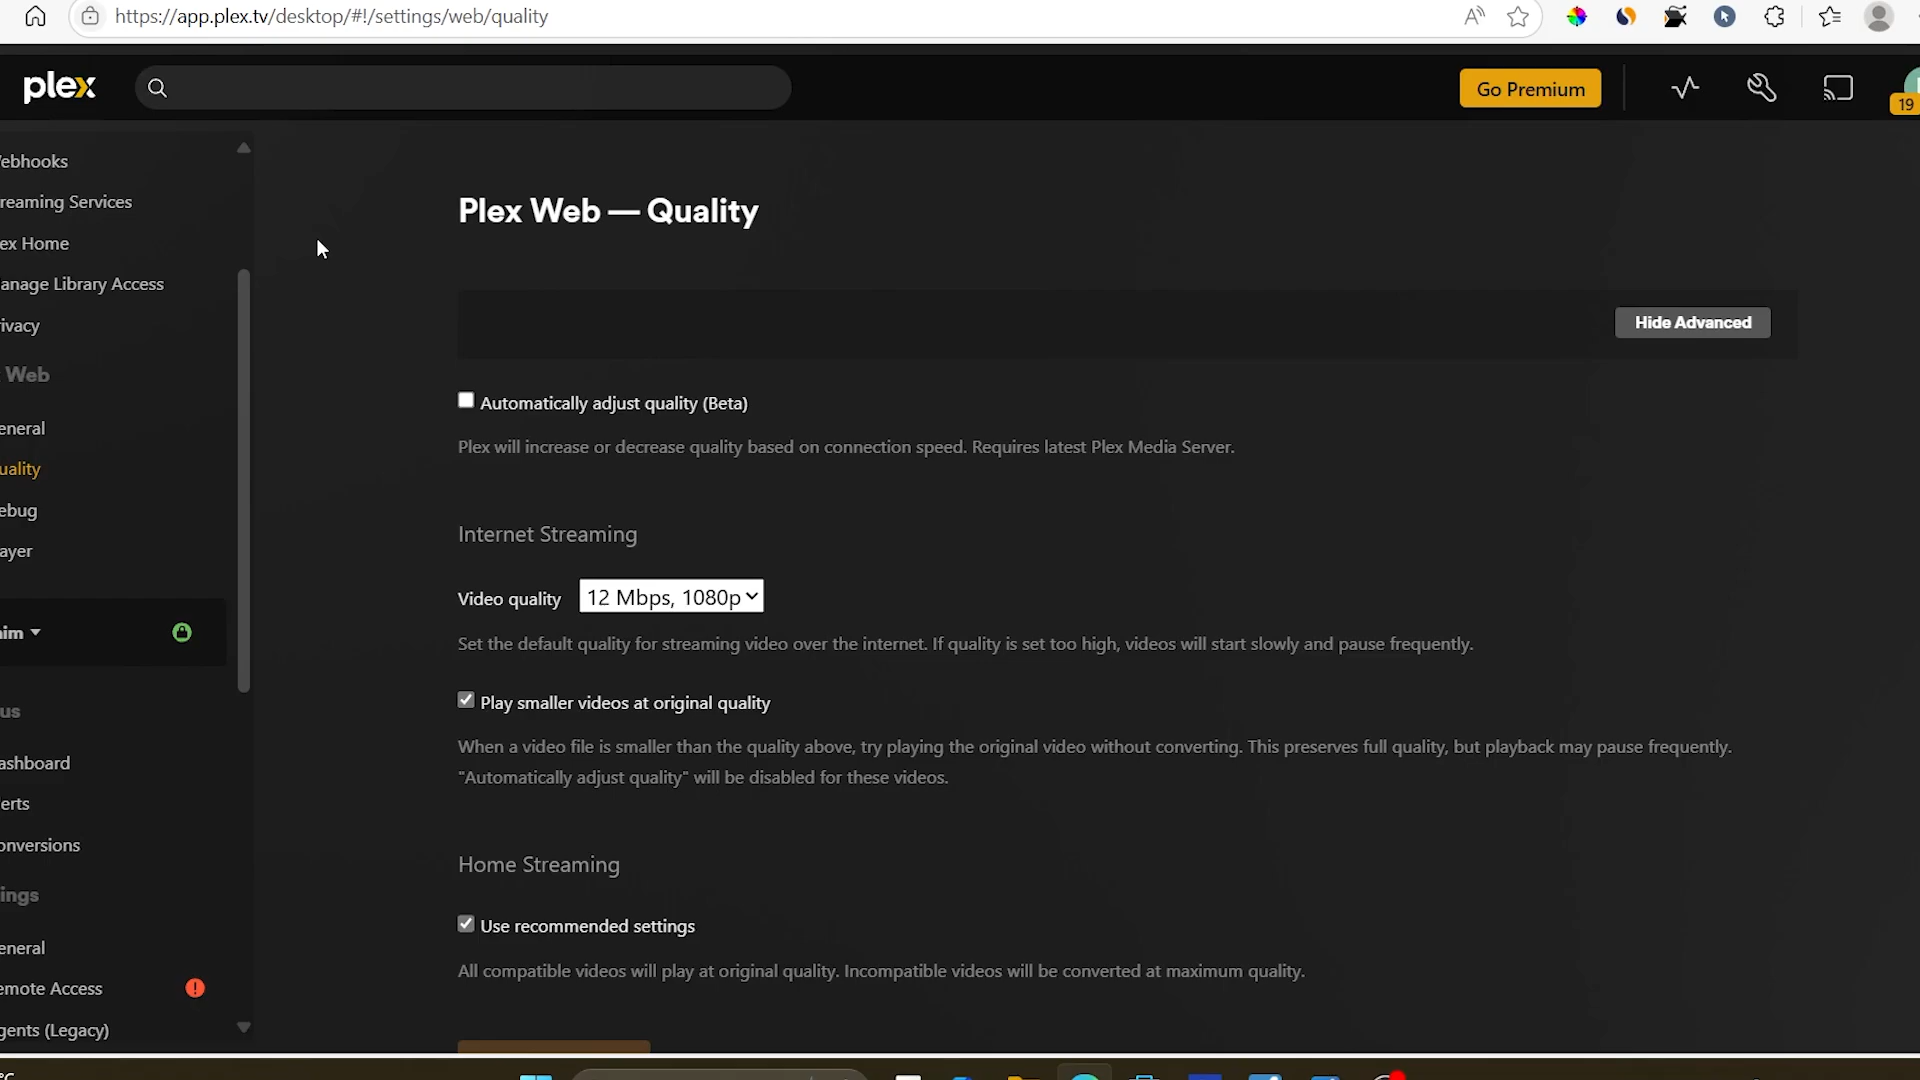 https://app.plex.tv/desktop/#!/settings/web/quality
plex
Go Premium
19
ebhooks
reaming Services
ex Home
anage Library Access
ivacy
Web
eneral
uality
ebug
ayer
im
us
ashboard
erts
onversions
ings
eneral
emote Access
gents (Legacy)
Plex Web — Quality
Hide Advanced
Automatically adjust quality (Beta)
Plex will increase or decrease quality based on connection speed. Requires latest Plex Media Server.
Internet Streaming
Video quality 12 Mbps, 1080p
Set the default quality for streaming video over the internet. If quality is set too high, videos will start slowly and pause frequently.
Play smaller videos at original quality
When a video file is smaller than the quality above, try playing the original video without converting. This preserves full quality, but playback may pause frequently.
"Automatically adjust quality" will be disabled for these videos.
Home Streaming
Use recommended settings
All compatible videos will play at original quality. Incompatible videos will be converted at maximum quality.